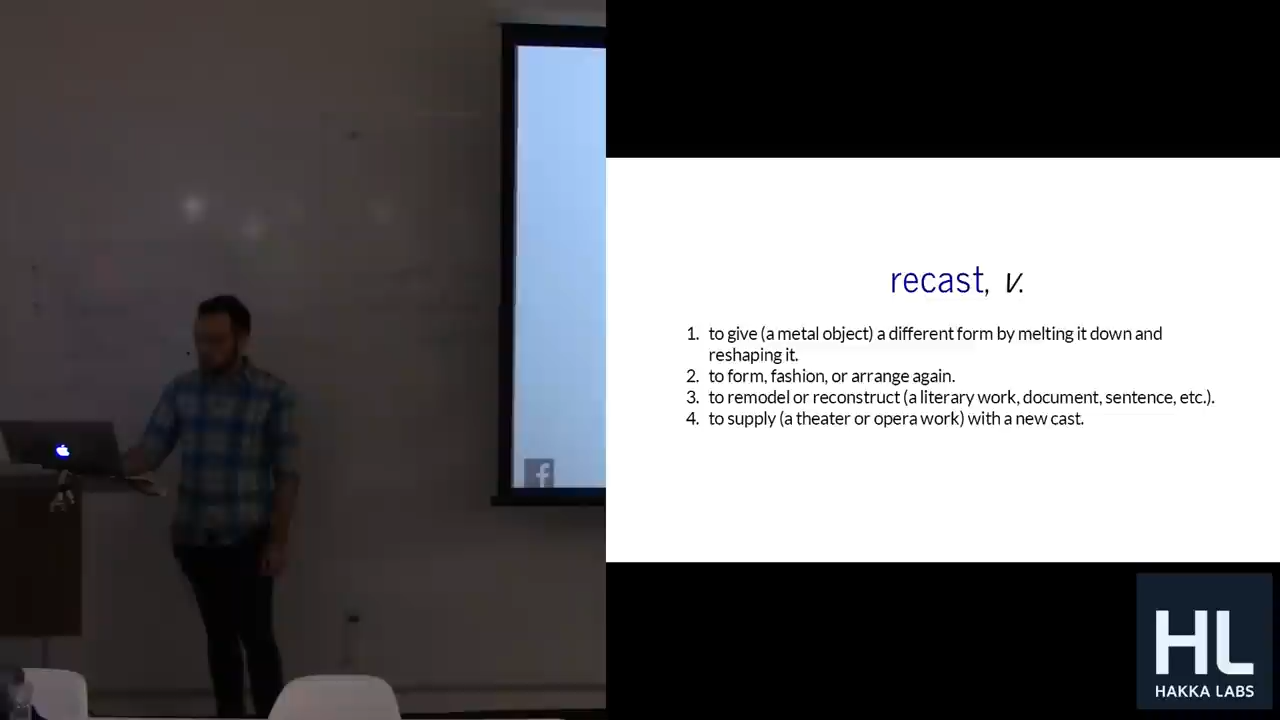 recast, v.
1. to give (a metal object) a different form by melting it down and
reshaping it.
2. to form, fashion, or arrange again.
3. to remodel or reconstruct (a literary work, document, sentence, etc.).
4. to supply (a theater or opera work) with a new cast.
f
HL
HAKKA LABS